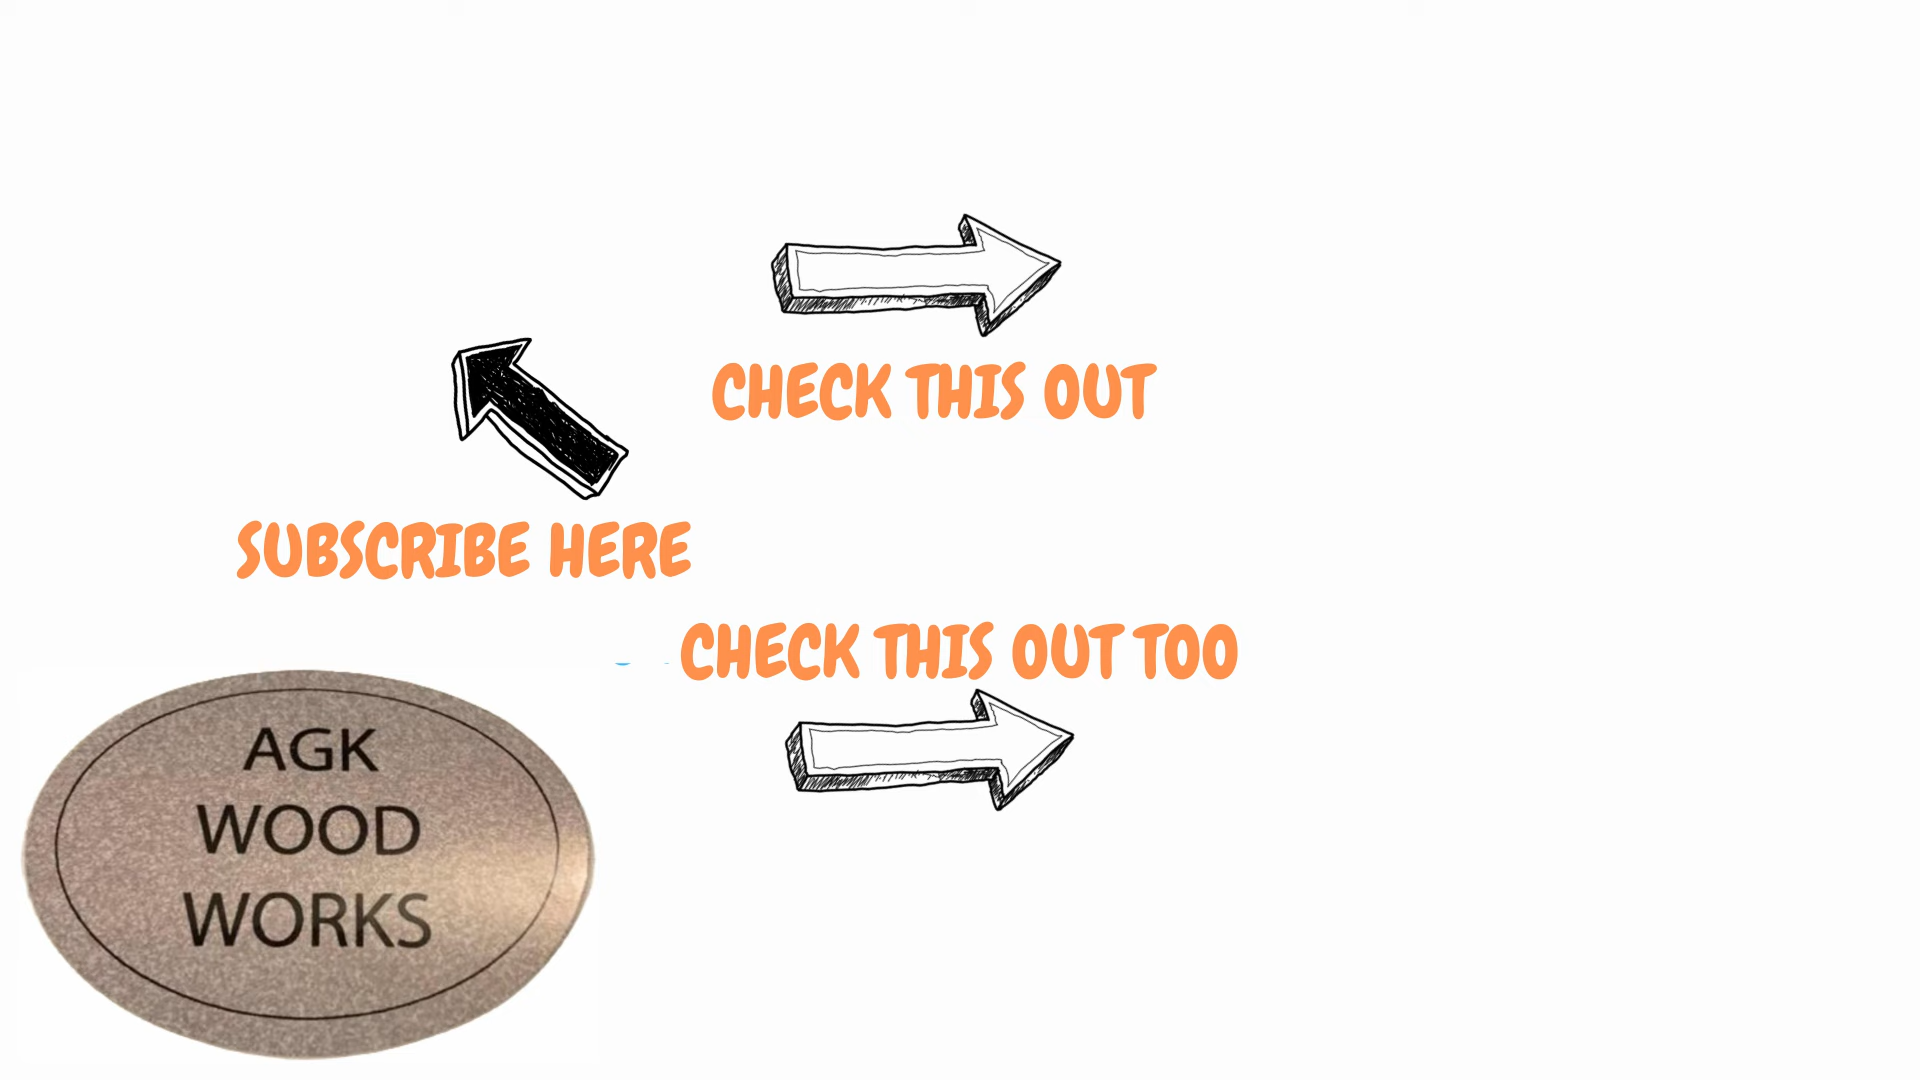 CHECK THIS OUT
SUBSCRIBE HERE
CHECK THIS OUT TOO
AGK
WOOD
WORKS